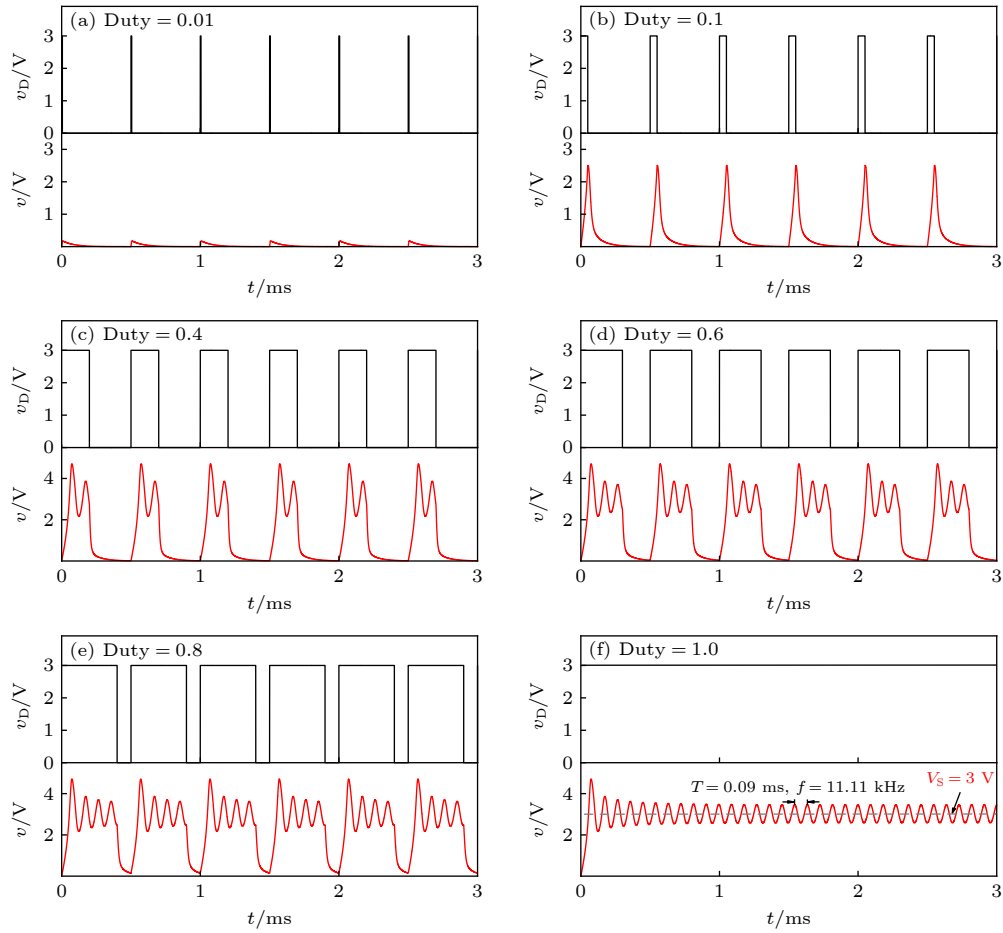 (a) Duty = 0.01
3
2
1
0
v_D/V
3
2
1
v/V
0 1 2 3
t/ms
(b) Duty = 0.1
3
2
1
0
v_D/V
3
2
1
v/V
0 1 2 3
t/ms
(c) Duty = 0.4
3
2
1
0
v_D/V
4
2
v/V
0 1 2 3
t/ms
(d) Duty = 0.6
3
2
1
0
v_D/V
4
2
v/V
0 1 2 3
t/ms
(e) Duty = 0.8
3
2
1
0
v_D/V
4
2
v/V
0 1 2 3
t/ms
(f) Duty = 1.0
3
2
1
0
v_D/V
T = 0.09 ms, f = 11.11 kHz
V_S = 3 V
4
2
v/V
0 1 2 3
t/ms